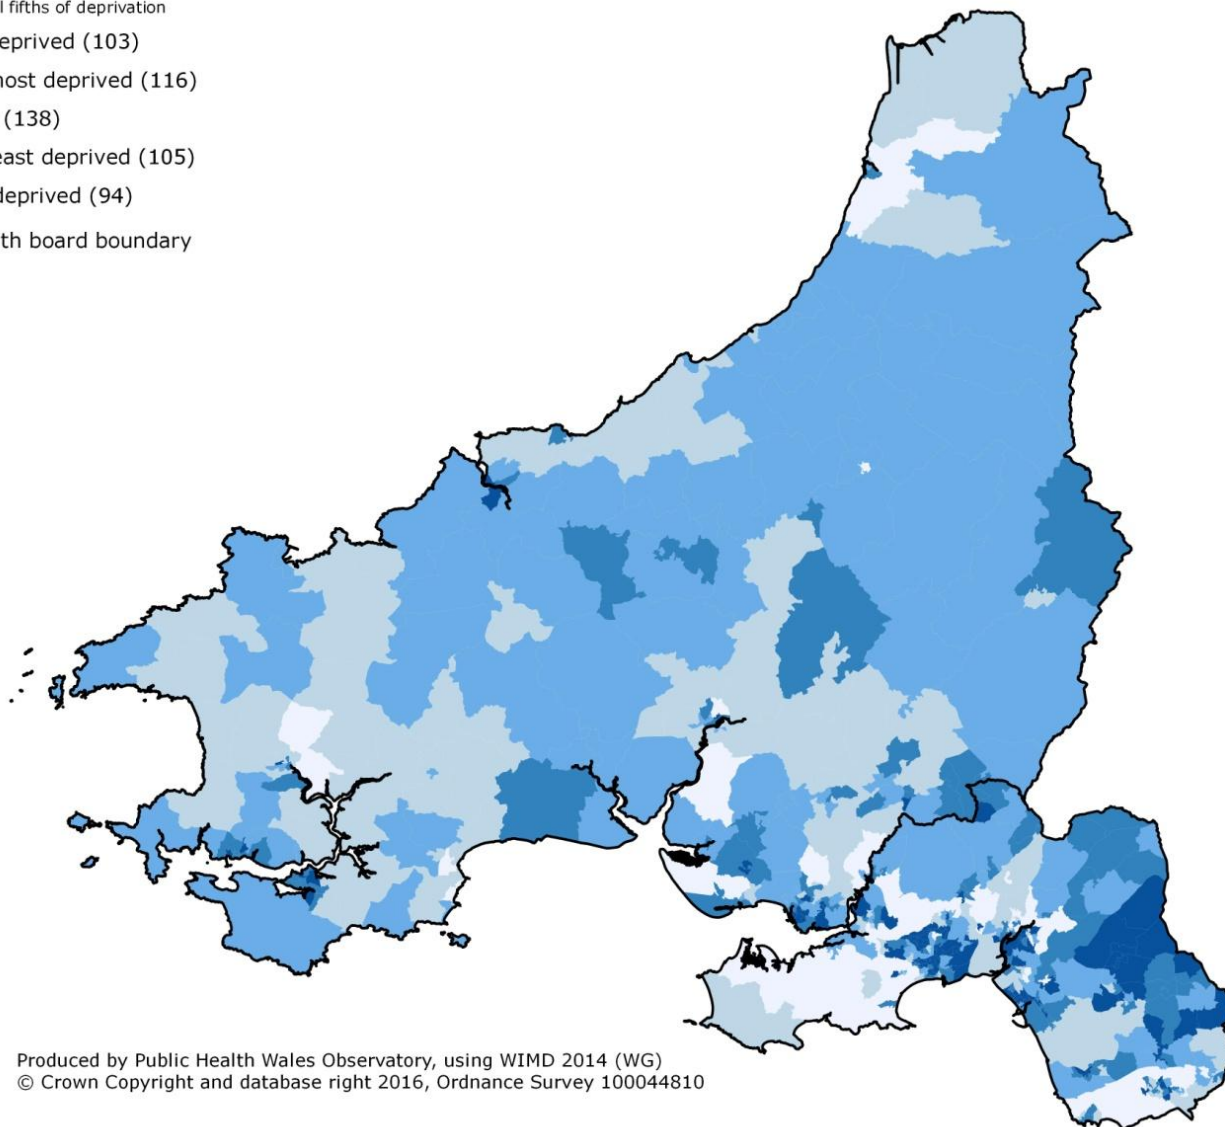 l fifths of deprivation
eprived (103)
nost deprived (116)
(138)
east deprived (105)
deprived (94)
th board boundary
Produced by Public Health Wales Observatory, using WIMD 2014 (WG)
© Crown Copyright and database right 2016, Ordnance Survey 100044810